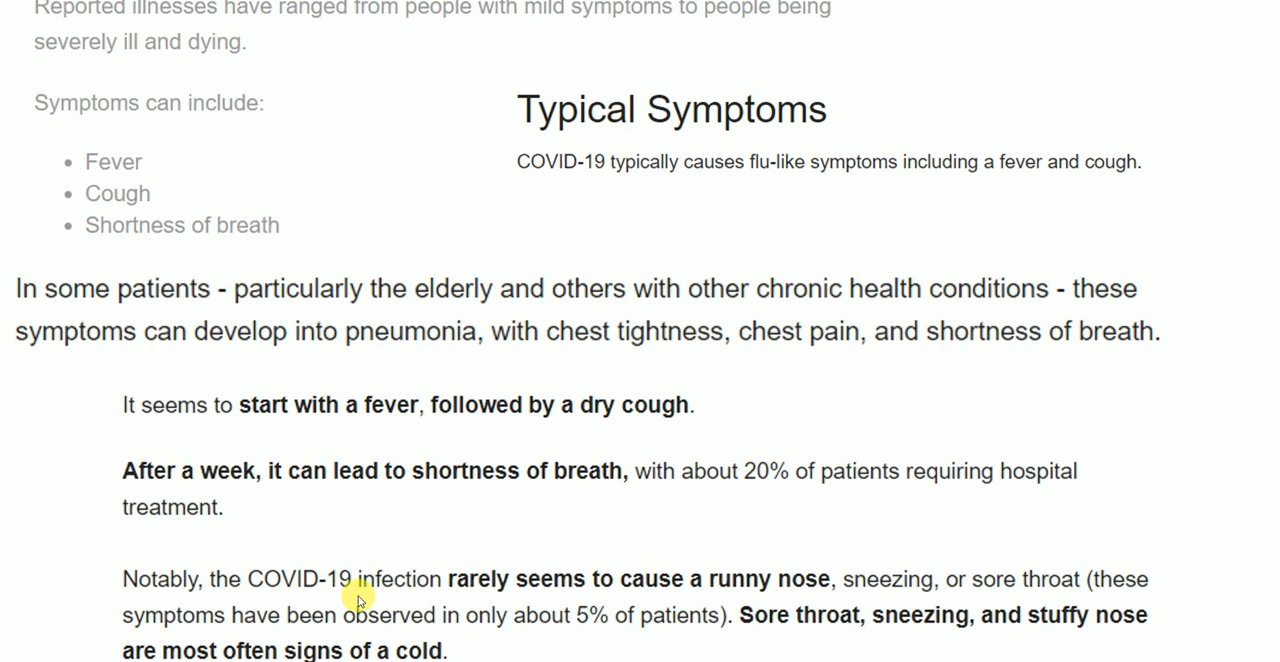 Reported illnesses have ranged from people with mild symptoms to people being
severely ill and dying.
Symptoms can include:
• Fever
• Cough
• Shortness of breath
Typical Symptoms
COVID-19 typically causes flu-like symptoms including a fever and cough.
In some patients - particularly the elderly and others with other chronic health conditions - these
symptoms can develop into pneumonia, with chest tightness, chest pain, and shortness of breath.
It seems to start with a fever, followed by a dry cough.
After a week, it can lead to shortness of breath, with about 20% of patients requiring hospital
treatment.
Notably, the COVID-19 infection rarely seems to cause a runny nose, sneezing, or sore throat (these
symptoms have been observed in only about 5% of patients). Sore throat, sneezing, and stuffy nose
are most often signs of a cold.